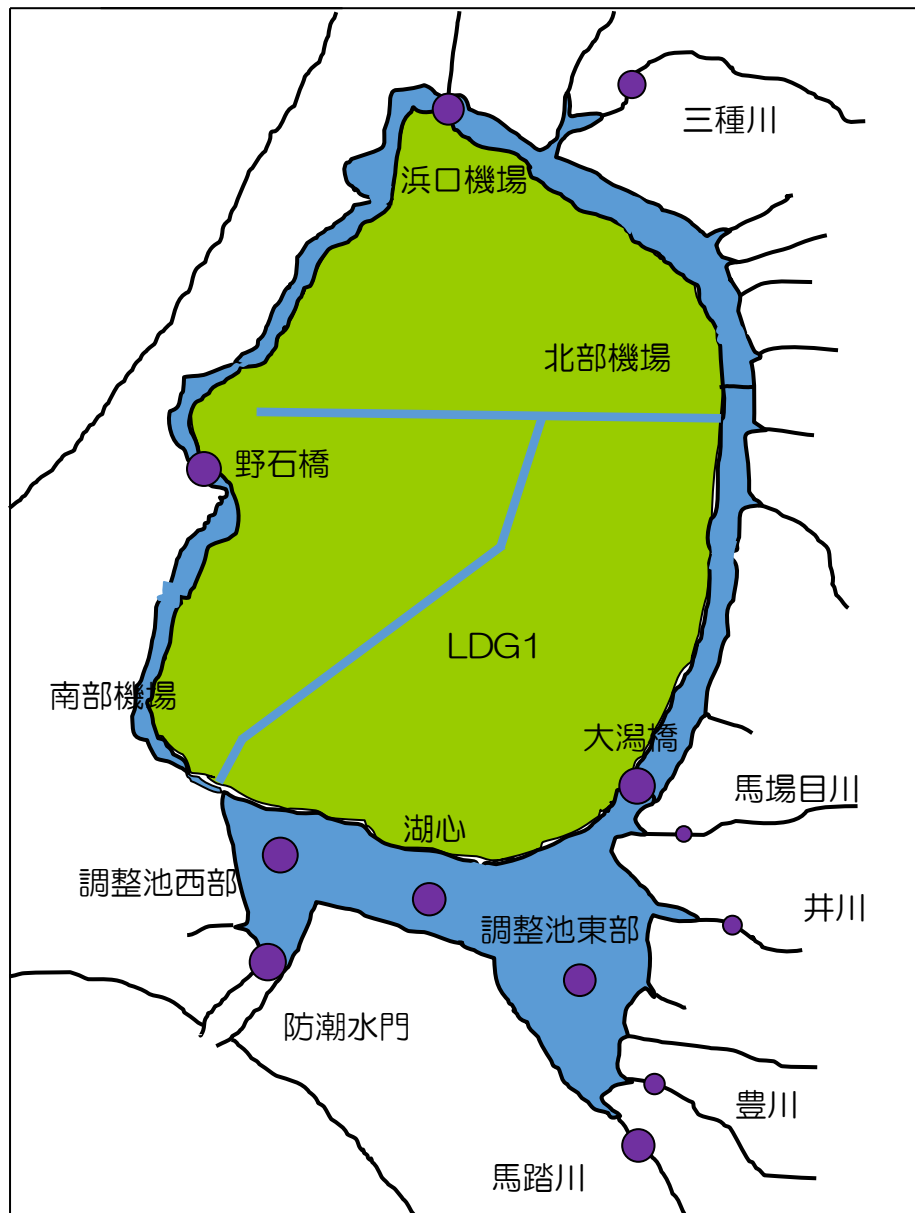 三種川
浜口機場
北部機場
野石橋
LDG1
南部機場
大潟橋
馬場目川
湖心
調整池西部
井川
調整池東部
防潮水門
豊川
馬踏川